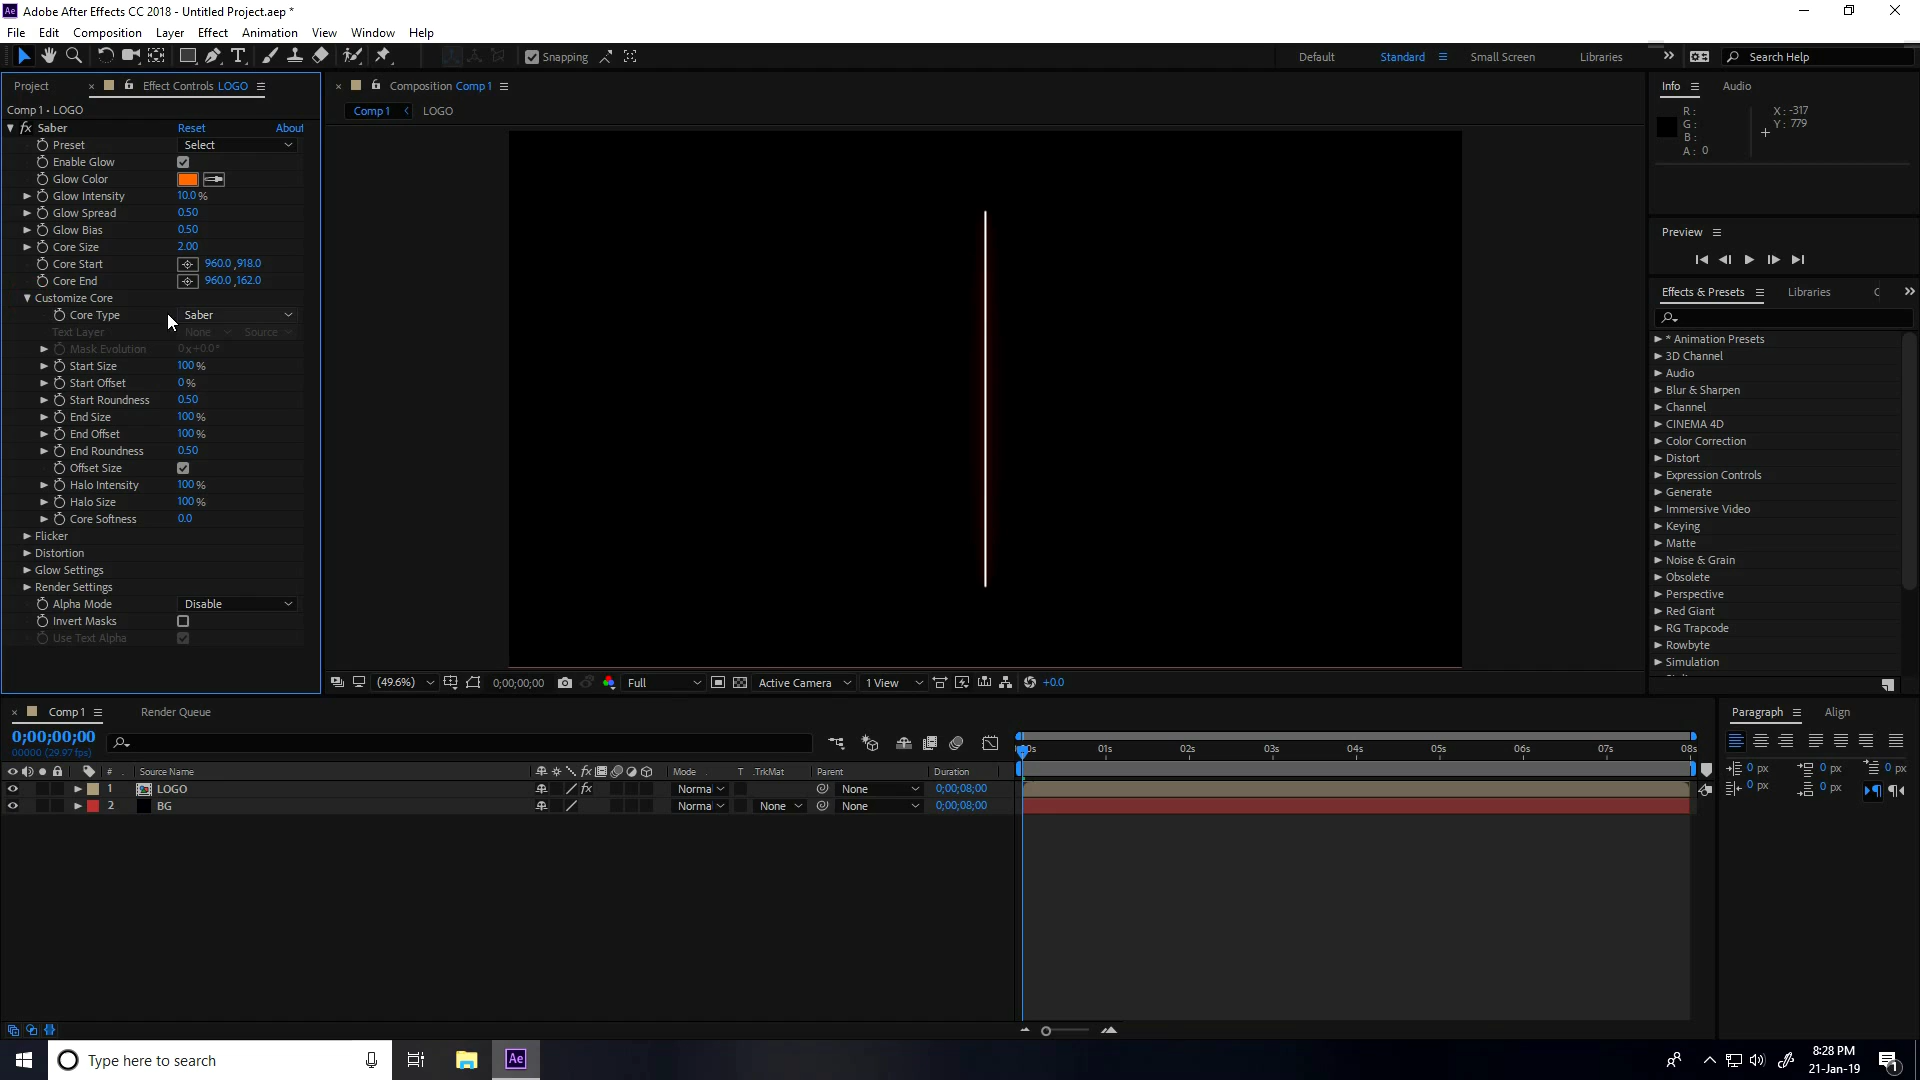 Adobe After Effects CC 2018 - Untitled Project.aep *
File Edit Composition Layer Effect Animation View Window Help
Snapping
Default Standard Small Screen Libraries Search Help
Project Effect Controls LOGO
Comp 1 • LOGO
fx Saber Reset About
Preset Select
Enable Glow
Glow Color
Glow Intensity 10.0 %
Glow Spread 0.50
Glow Bias 0.50
Core Size 2.00
Core Start 960.0 ,918.0
Core End 960.0 ,162.0
Customize Core
Core Type Saber
Text Layer None Source
Mask Evolution 0x+0.0°
Start Size 100 %
Start Offset 0 %
Start Roundness 0.50
End Size 100 %
End Offset 100 %
End Roundness 0.50
Offset Size
Halo Intensity 100 %
Halo Size 100 %
Core Softness 0.0
Flicker
Distortion
Glow Settings
Render Settings
Alpha Mode Disable
Invert Masks
Use Text Alpha
Composition Comp 1
Comp 1 LOGO
(49.6%) 0;00;00;00 Full Active Camera 1 View +0.0
Info Audio
R: X: -317
G: Y: 779
B:
A: 0
Preview
Effects & Presets Libraries C
* Animation Presets
3D Channel
Audio
Blur & Sharpen
Channel
CINEMA 4D
Color Correction
Distort
Expression Controls
Generate
Immersive Video
Keying
Matte
Noise & Grain
Obsolete
Perspective
Red Giant
RG Trapcode
Rowbyte
Simulation
Comp 1 Render Queue
0;00;00;00
00000 (29.97 fps)
# Source Name fx Mode T .TrkMat Parent Duration
1 LOGO fx Norma None 0;00;08;00
2 BG Norma None None 0;00;08;00
00s 01s 02s 03s 04s 05s 06s 07s 08s
Paragraph Align
0 px 0 px 0 px
0 px 0 px
Type here to search
Ae
8:28 PM
21-Jan-19
1